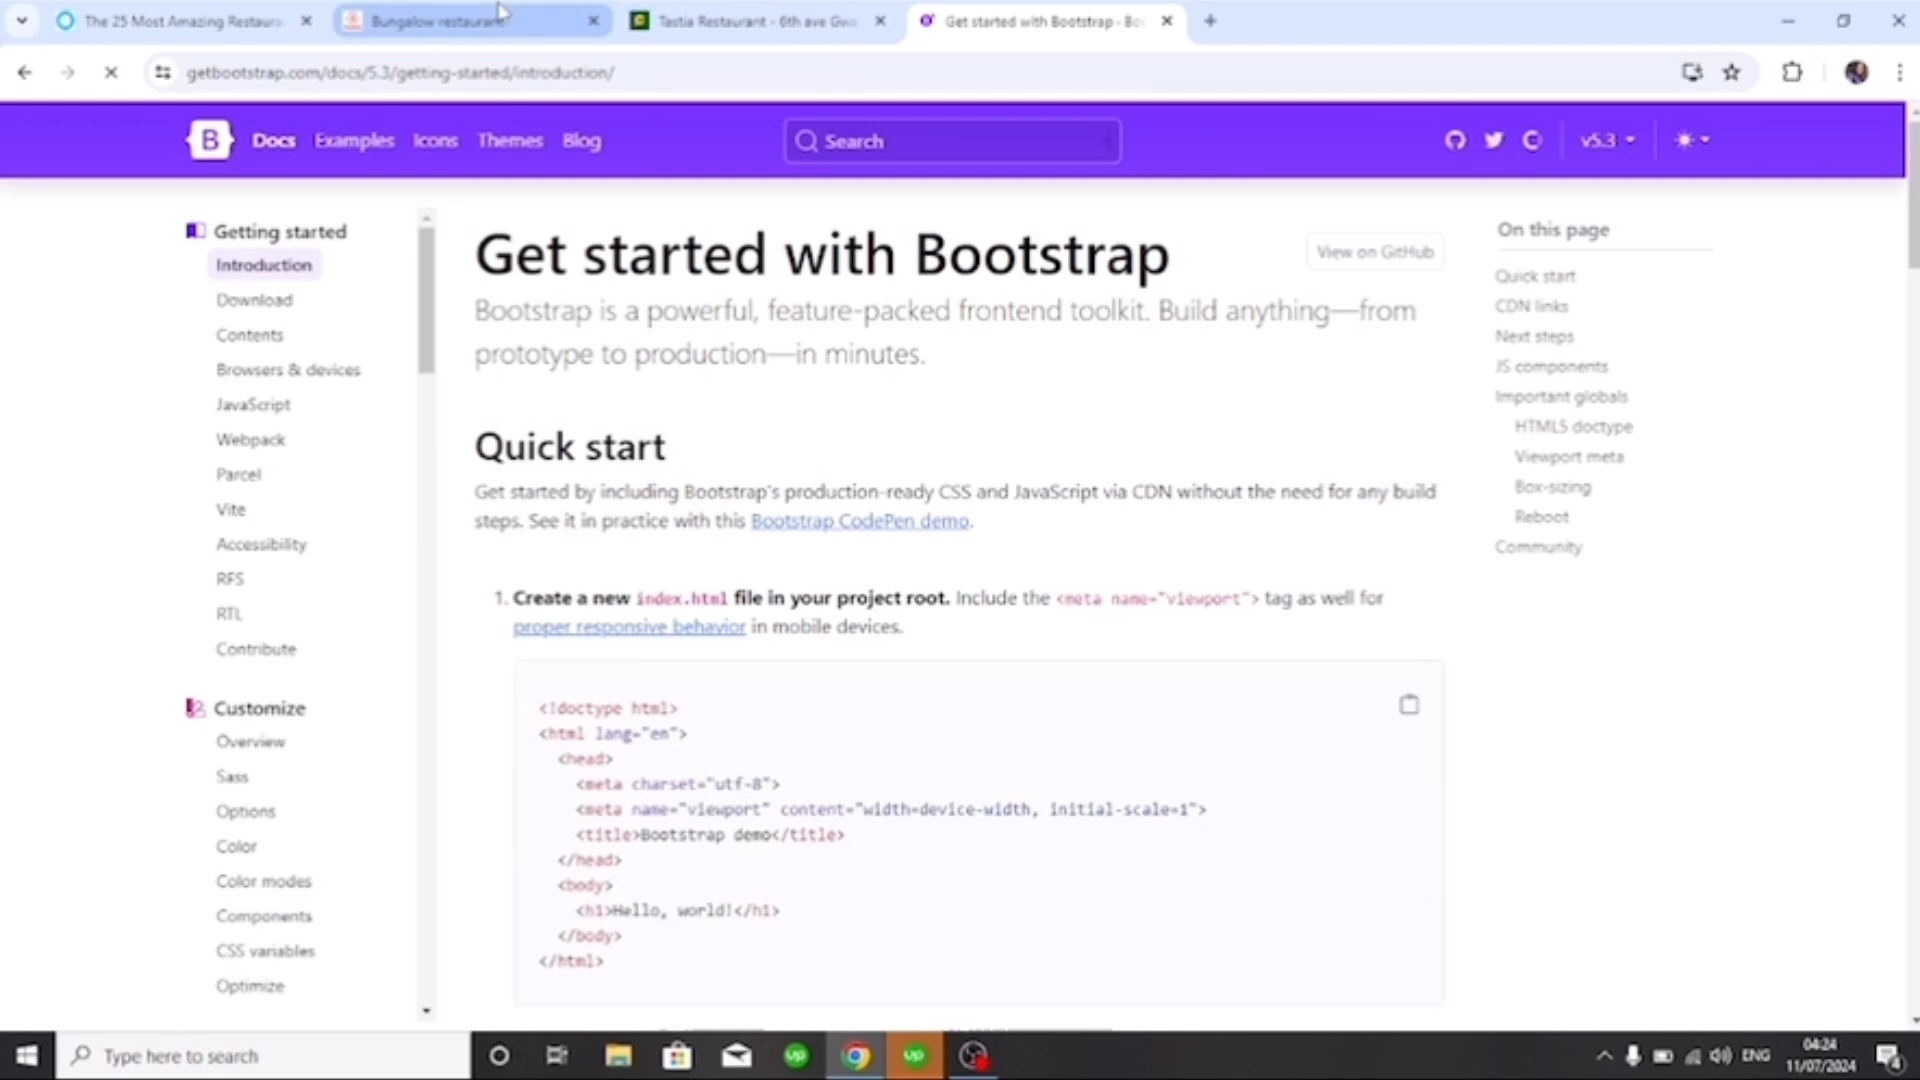 The 25 Most Amazing Restaura
Bungalow restaurant
Tastia Restaurant - 6th ave Gwa
Get started with Bootstrap - Boo
getbootstrap.com/docs/5.3/getting-started/introduction/
B
Docs
Examples
Icons
Themes
Blog
Search
v5.3
Getting started
Introduction
Download
Contents
Browsers & devices
JavaScript
Webpack
Parcel
Vite
Accessibility
RFS
RTL
Contribute
Customize
Overview
Sass
Options
Color
Color modes
Components
CSS variables
Optimize
Get started with Bootstrap
View on GitHub
Bootstrap is a powerful, feature-packed frontend toolkit. Build anything—from
prototype to production—in minutes.
Quick start
Get started by including Bootstrap's production-ready CSS and JavaScript via CDN without the need for any build
steps. See it in practice with this Bootstrap CodePen demo.
1. Create a new index.html file in your project root. Include the <meta name="viewport"> tag as well for
proper responsive behavior in mobile devices.
<!doctype html>
<html lang="en">
<head>
<meta charset="utf-8">
<meta name="viewport" content="width=device-width, initial-scale=1">
<title>Bootstrap demo</title>
</head>
<body>
<h1>Hello, world!</h1>
</body>
</html>
On this page
Quick start
CDN links
Next steps
JS components
Important globals
HTML5 doctype
Viewport meta
Box-sizing
Reboot
Community
Type here to search
up
up
ENG
04:24
11/07/2024
4